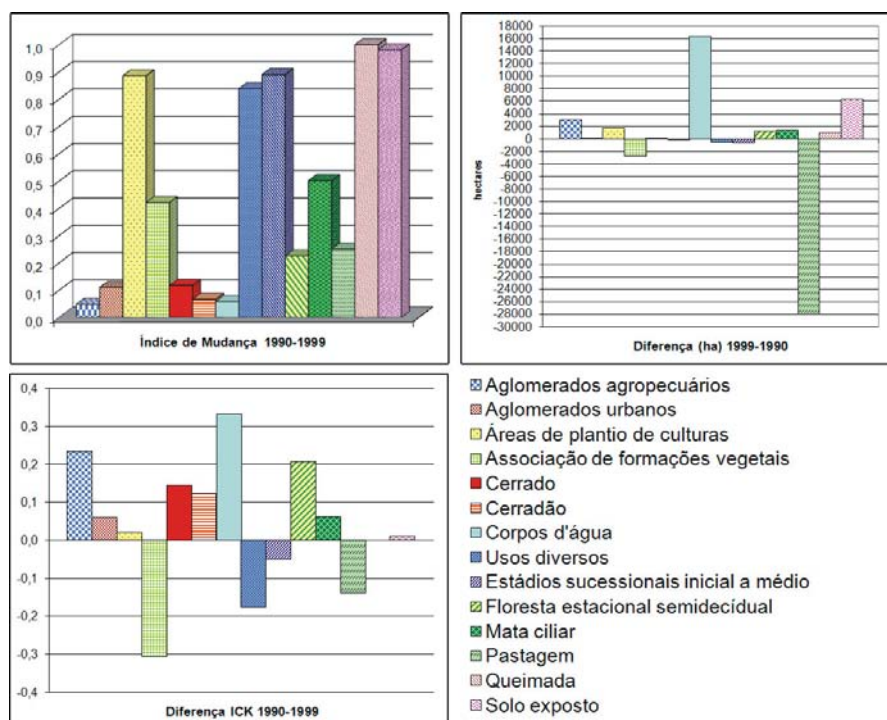 1,0
0,9
0,8
0,7
0,6
0,5
0,4
0,3
0,2
0,1
0,0
Índice de Mudança 1990-1999
18000
16000
14000
12000
10000
8000
6000
4000
2000
0
-2000
-4000
-6000
-8000
-10000
-12000
-14000
-16000
-18000
-20000
-22000
-24000
-26000
-28000
-30000
hectares
Diferença (ha) 1999-1990
0,4
0,3
0,2
0,1
0,0
-0,1
-0,2
-0,3
-0,4
Diferença ICK 1990-1999
Aglomerados agropecuários
Aglomerados urbanos
Áreas de plantio de culturas
Associação de formações vegetais
Cerrado
Cerradão
Corpos d'água
Usos diversos
Estádios sucessionais inicial a médio
Floresta estacional semidecídual
Mata ciliar
Pastagem
Queimada
Solo exposto